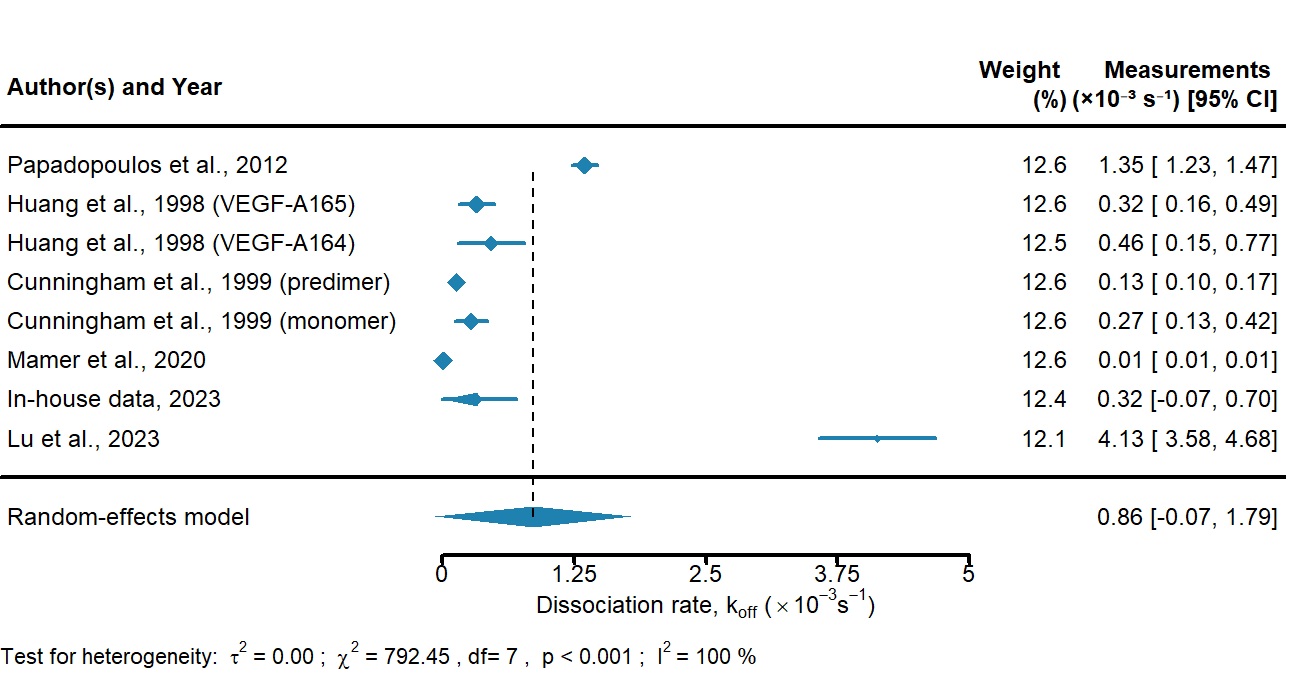 Weight Measurements
Author(s) and Year
(%) (×10⁻³ s⁻¹) [95% CI]
Papadopoulos et al., 2012 12.6 1.35 [ 1.23, 1.47]
Huang et al., 1998 (VEGF-A165) 12.6 0.32 [ 0.16, 0.49]
Huang et al., 1998 (VEGF-A164) 12.5 0.46 [ 0.15, 0.77]
Cunningham et al., 1999 (predimer) 12.6 0.13 [ 0.10, 0.17]
Cunningham et al., 1999 (monomer) 12.6 0.27 [ 0.13, 0.42]
Mamer et al., 2020 12.6 0.01 [ 0.01, 0.01]
In-house data, 2023 12.4 0.32 [-0.07, 0.70]
Lu et al., 2023 12.1 4.13 [ 3.58, 4.68]
Random-effects model 0.86 [-0.07, 1.79]
0 1.25 2.5 3.75 5
Dissociation rate, k_off (×10⁻³s⁻¹)
Test for heterogeneity: τ² = 0.00 ; χ² = 792.45 , df= 7 , p < 0.001 ; I² = 100 %